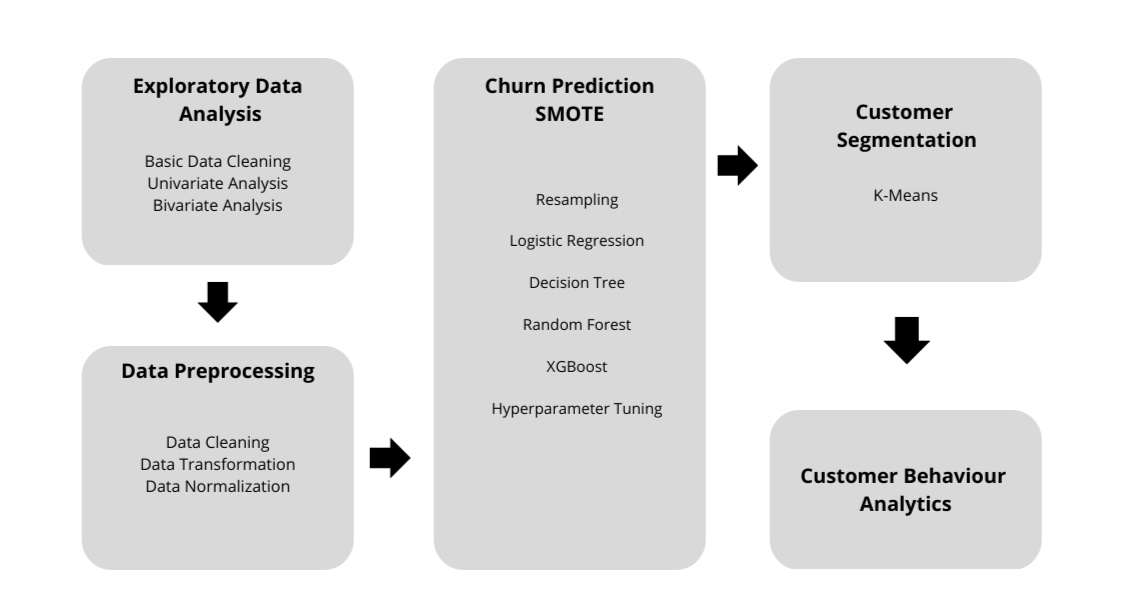 Exploratory Data
Analysis
Basic Data Cleaning
Univariate Analysis
Bivariate Analysis
Data Preprocessing
Data Cleaning
Data Transformation
Data Normalization
Churn Prediction
SMOTE
Resampling
Logistic Regression
Decision Tree
Random Forest
XGBoost
Hyperparameter Tuning
Customer
Segmentation
K-Means
Customer Behaviour
Analytics